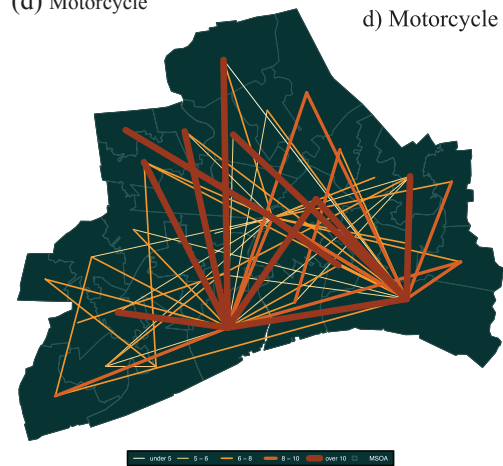 (d) Motorcycle
d) Motorcycle
under 5 5 – 6 6 – 8 8 – 10 over 10 MSOA